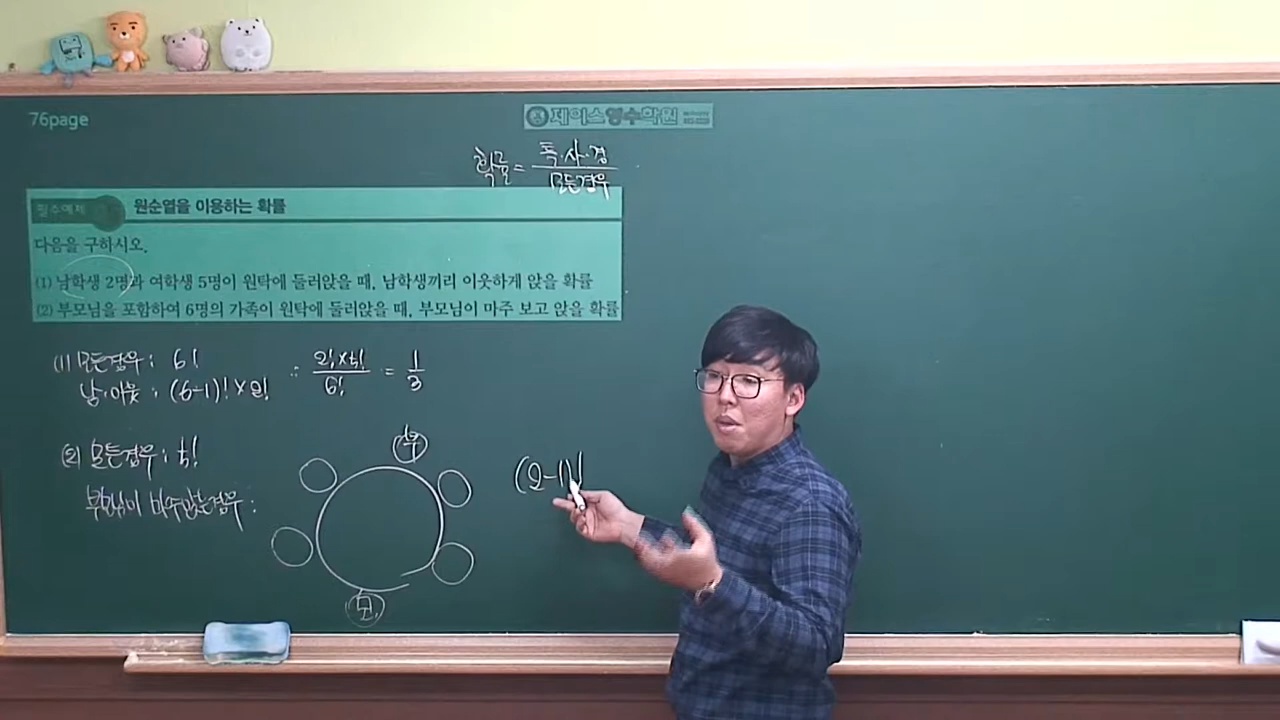 76page
제이스영수학원
확률 = 특·사·경 / 모든경우
필수예제
원순열을 이용하는 확률
다음을 구하시오.
(1) 남학생 2명과 여학생 5명이 원탁에 둘러앉을 때, 남학생끼리 이웃하게 앉을 확률
(2) 부모님을 포함하여 6명의 가족이 원탁에 둘러앉을 때, 부모님이 마주 보고 앉을 확률
(1) 모든경우 : 6!
남·이웃 : (6-1)! × 2!
∴ 2!×5! / 6! = 1/3
(2) 모든경우 : 5!
부모님이 마주앉는경우 :
부
모
(2-1)!